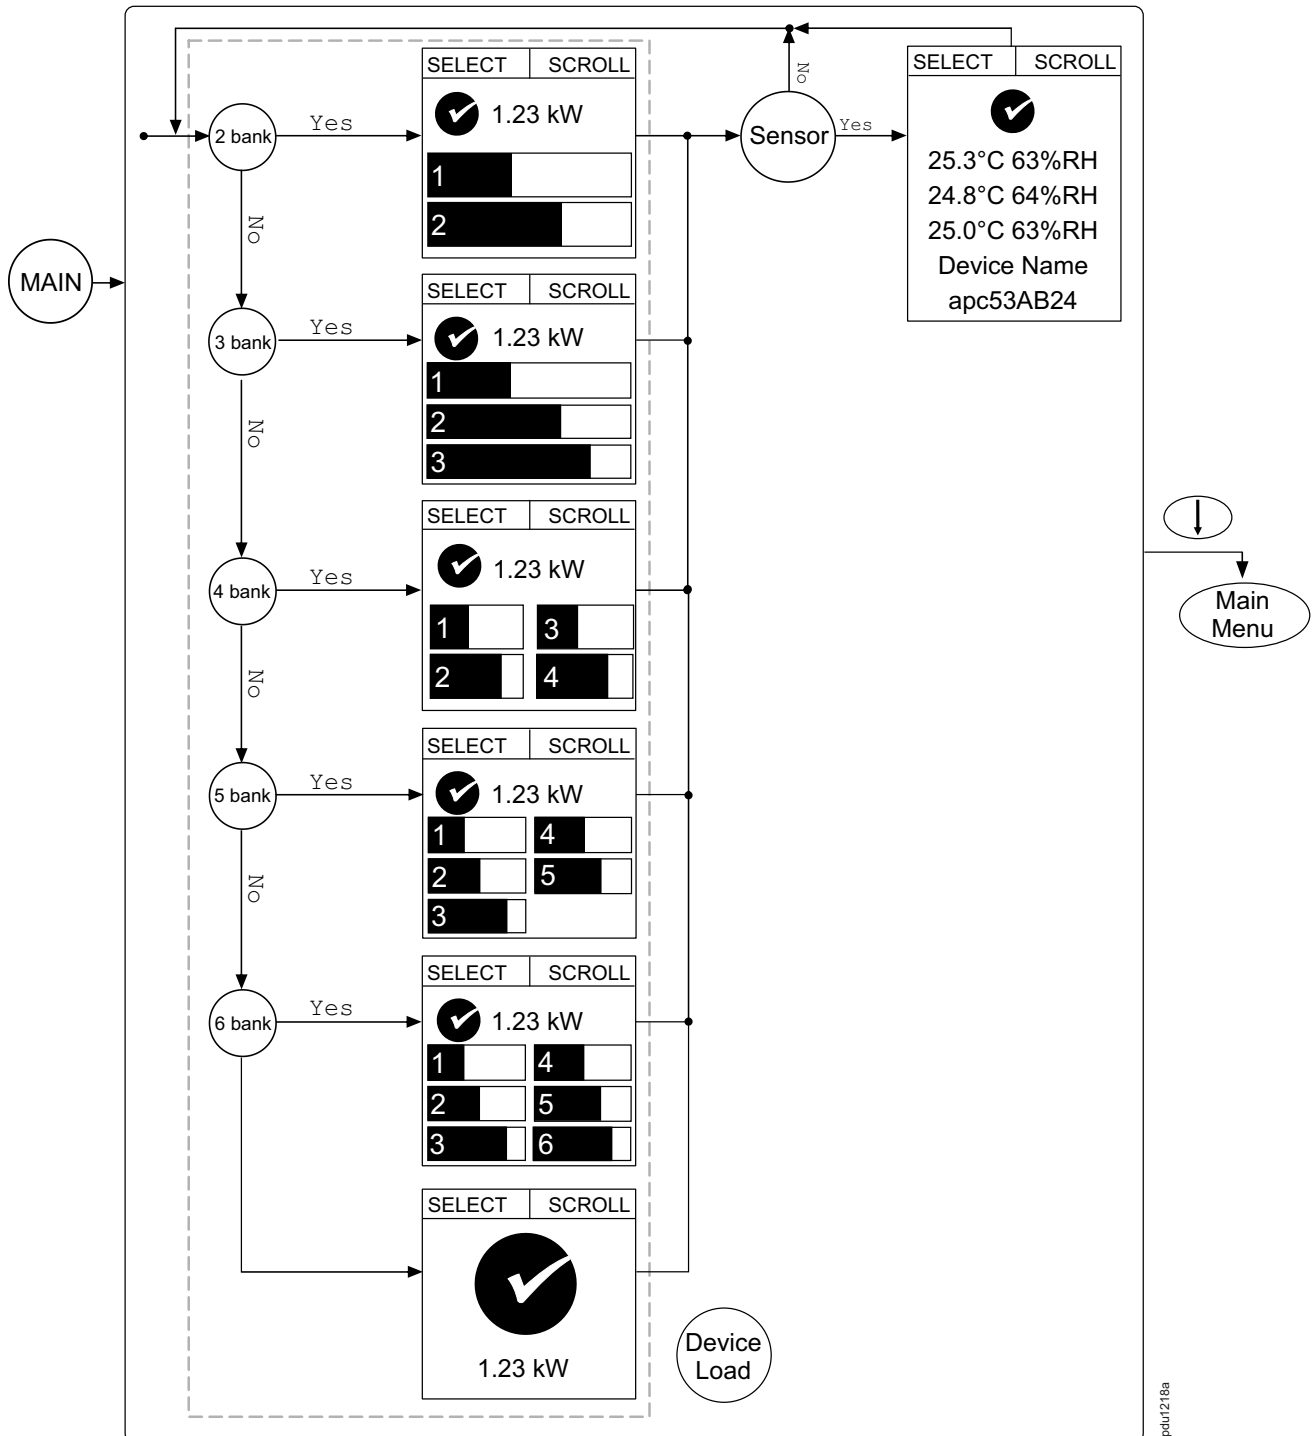 MAIN
2 bank
Yes
No
SELECT SCROLL
1.23 kW
1
2
Sensor
No
Yes
SELECT SCROLL
25.3°C 63%RH
24.8°C 64%RH
25.0°C 63%RH
Device Name
apc53AB24
3 bank
Yes
No
SELECT SCROLL
1.23 kW
1
2
3
4 bank
Yes
No
SELECT SCROLL
1.23 kW
1 3
2 4
5 bank
Yes
No
SELECT SCROLL
1.23 kW
1 4
2 5
3
6 bank
Yes
SELECT SCROLL
1.23 kW
1 4
2 5
3 6
SELECT SCROLL
1.23 kW
Device
Load
Main
Menu
pdu1218a